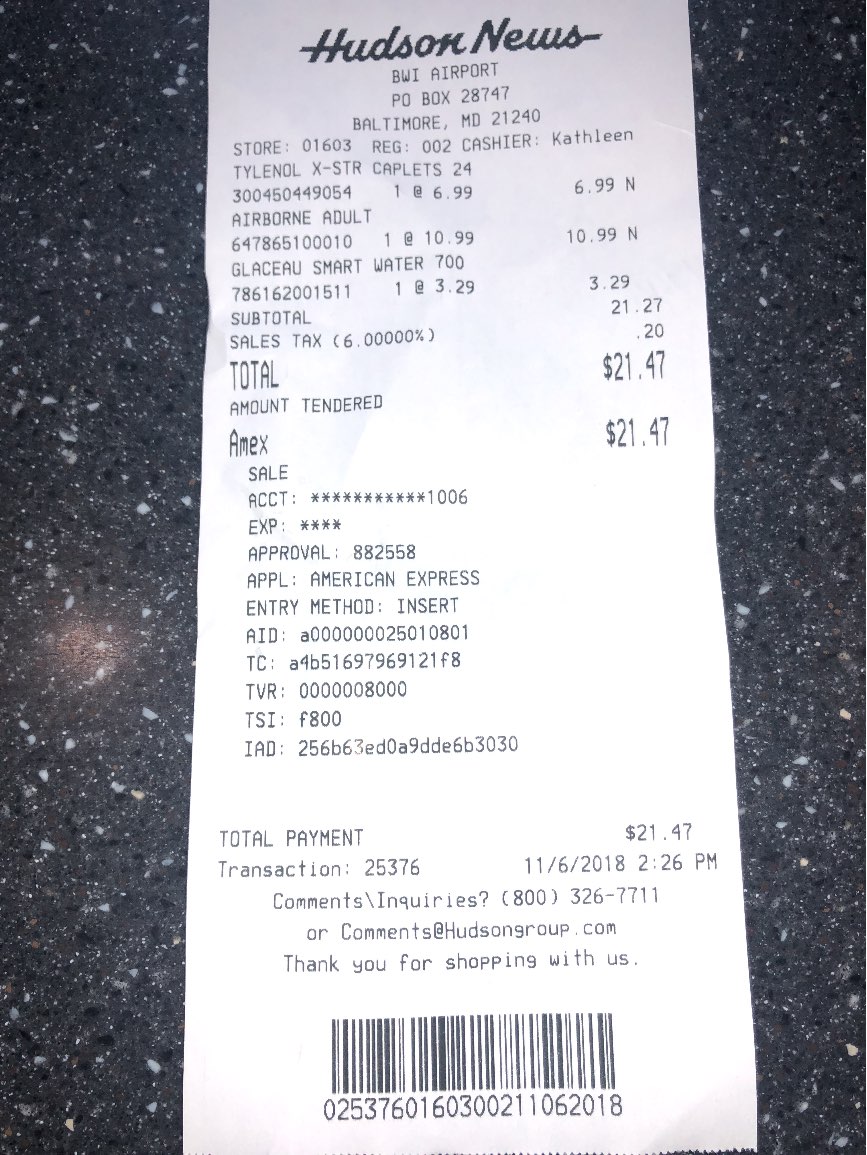 Hudson News
BWI AIRPORT
PO BOX 28747
BALTIMORE, MD 21240
STORE: 01603 REG: 002 CASHIER: Kathleen
TYLENOL X-STR CAPLETS 24
300450449054 1 @ 6.99 6.99 N
AIRBORNE ADULT
647865100010 1 @ 10.99 10.99 N
GLACEAU SMART WATER 700
786162001511 1 @ 3.29 3.29
SUBTOTAL 21.27
SALES TAX (6.00000%) .20
TOTAL $21.47
AMOUNT TENDERED
Amex $21.47
SALE
ACCT: ***********1006
EXP: ****
APPROVAL: 882558
APPL: AMERICAN EXPRESS
ENTRY METHOD: INSERT
AID: a000000025010801
TC: a4b51697969121f8
TVR: 0000008000
TSI: f800
IAD: 256b63ed0a9dde6b3030
TOTAL PAYMENT $21.47
Transaction: 25376 11/6/2018 2:26 PM
Comments\Inquiries? (800) 326-7711
or Comments@Hudsongroup.com
Thank you for shopping with us.
02537601603002110​62018